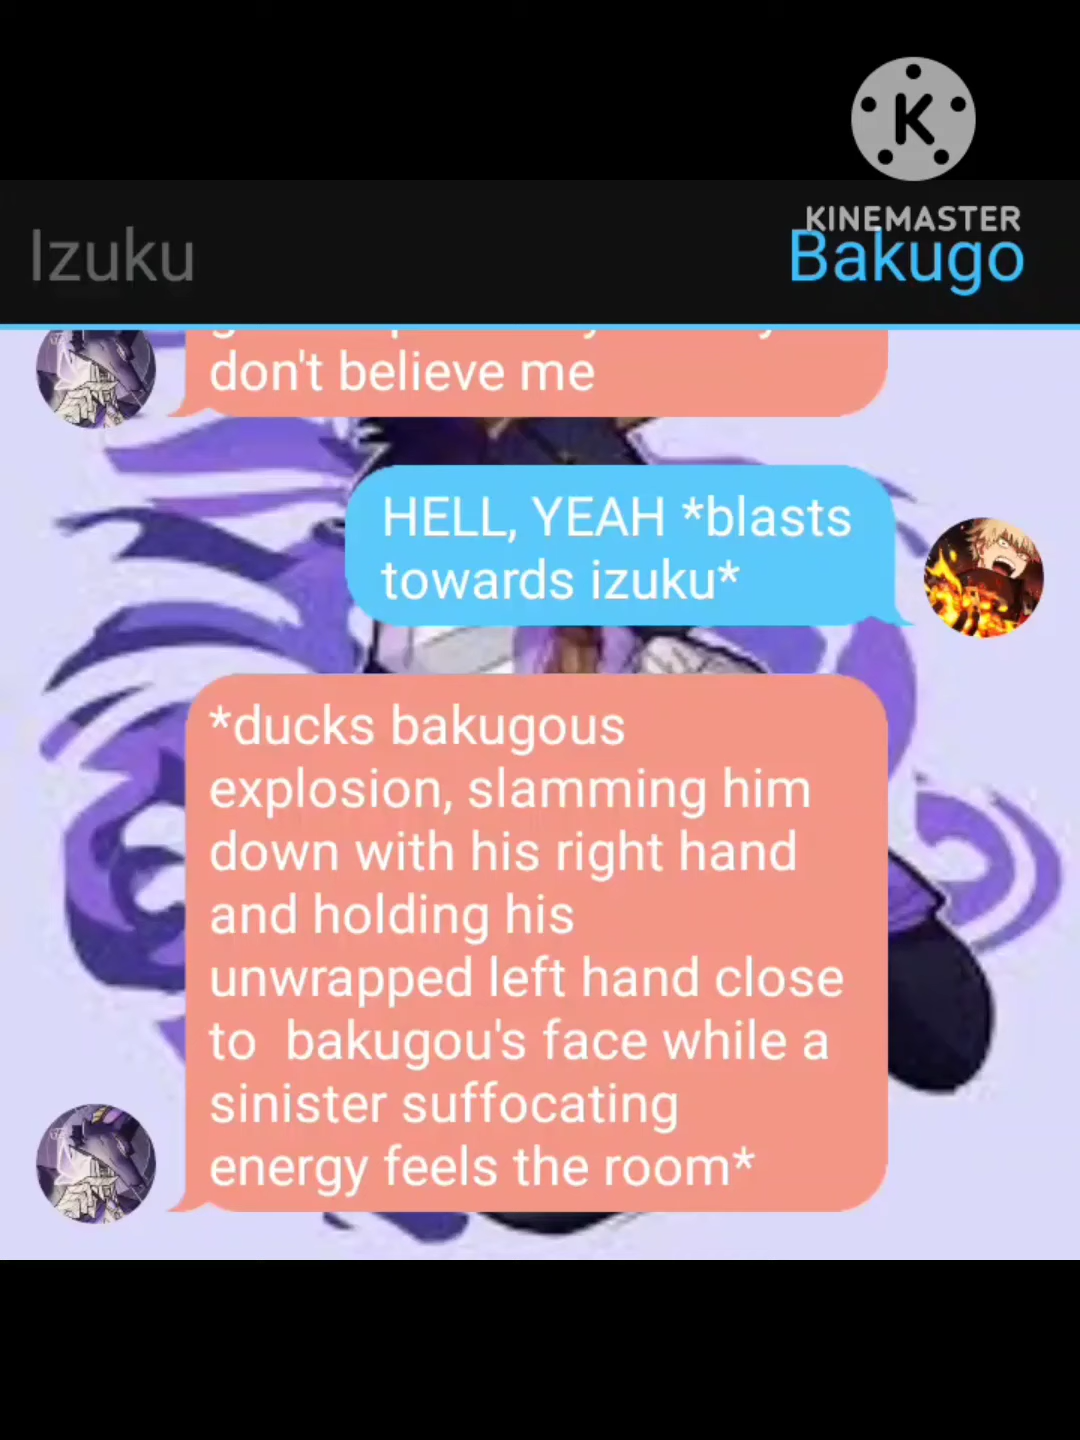 K
KINEMASTER
Izuku
Bakugo
don't believe me
HELL, YEAH *blasts
towards izuku*
*ducks bakugous
explosion, slamming him
down with his right hand
and holding his
unwrapped left hand close
to  bakugou's face while a
sinister suffocating
energy feels the room*